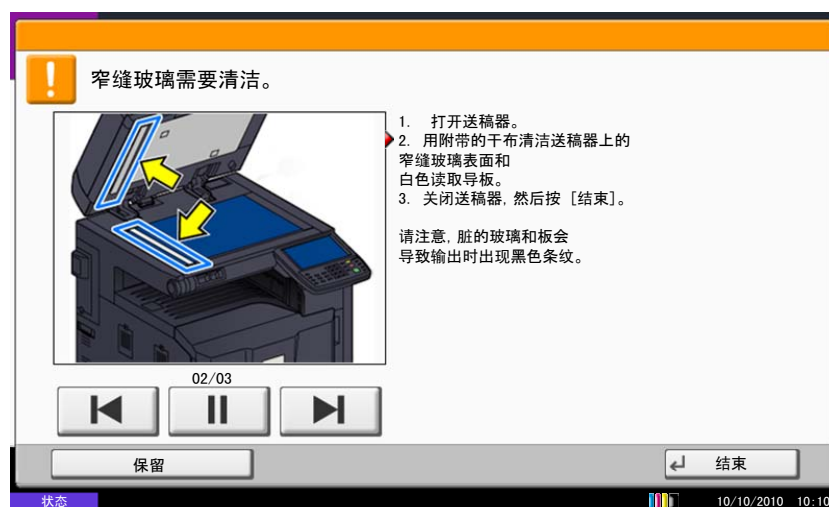 窄缝玻璃需要清洁。
1. 打开送稿器。
2. 用附带的干布清洁送稿器上的
窄缝玻璃表面和
白色读取导板。
3. 关闭送稿器, 然后按 [结束]。
请注意, 脏的玻璃和板会
导致输出时出现黑色条纹。
02/03
保留
结束
状态
10/10/2010 10:10